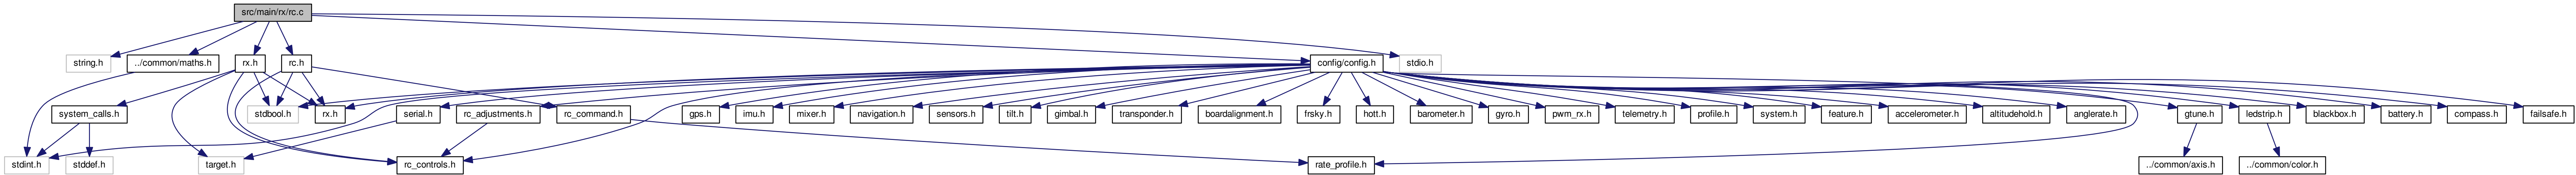 src/main/rx/rc.c
string.h
../common/maths.h
rx.h
rc.h
config/config.h
stdio.h
system_calls.h
stdbool.h
rx.h
serial.h
rc_adjustments.h
rc_command.h
gps.h
imu.h
mixer.h
navigation.h
sensors.h
tilt.h
gimbal.h
transponder.h
boardalignment.h
frsky.h
hott.h
barometer.h
gyro.h
pwm_rx.h
telemetry.h
profile.h
system.h
feature.h
accelerometer.h
altitudehold.h
anglerate.h
gtune.h
ledstrip.h
blackbox.h
battery.h
compass.h
failsafe.h
stdint.h
stddef.h
target.h
rc_controls.h
rate_profile.h
../common/axis.h
../common/color.h